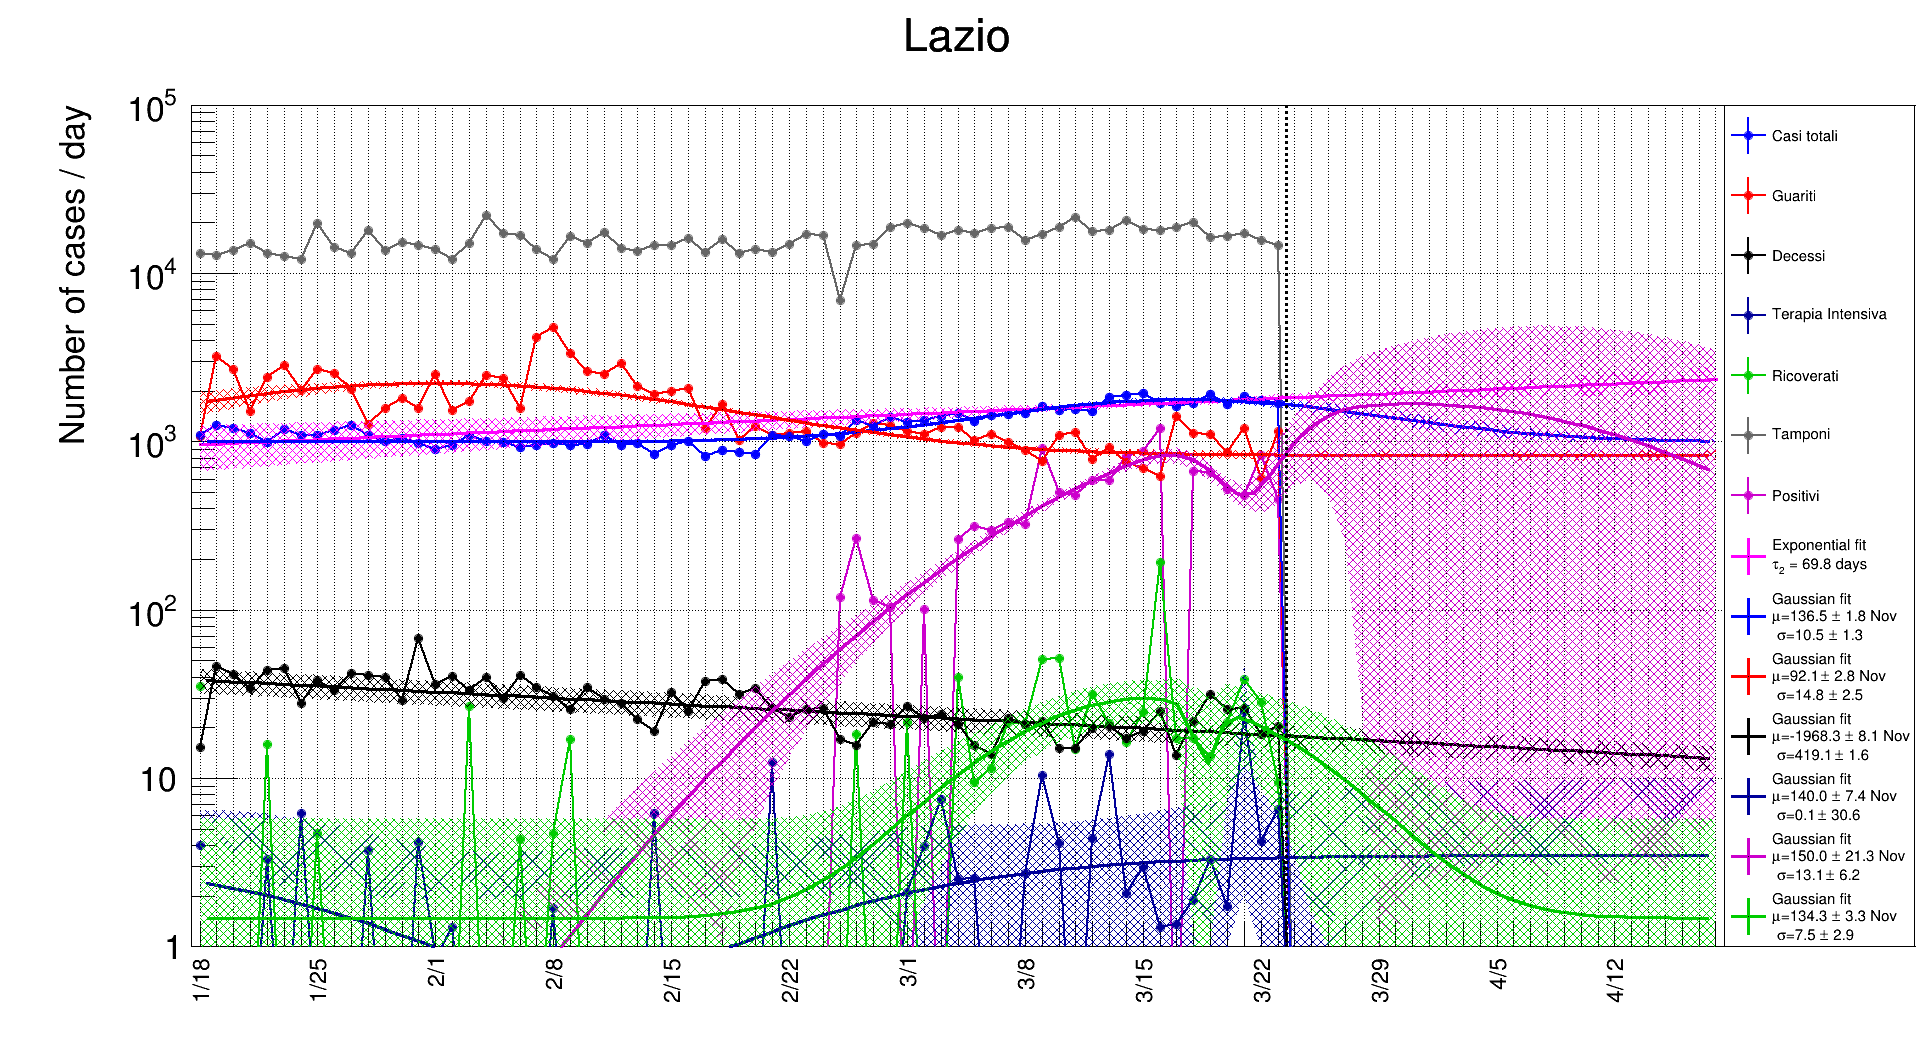 Lazio
Number of cases / day
10^5
10^4
10^3
10^2
10
1
1/18
1/25
2/1
2/8
2/15
2/22
3/1
3/8
3/15
3/22
3/29
4/5
4/12
Casi totali
Guariti
Decessi
Terapia Intensiva
Ricoverati
Tamponi
Positivi
Exponential fit
τ₂ = 69.8 days
Gaussian fit
μ=136.5 ± 1.8 Nov
σ=10.5 ± 1.3
Gaussian fit
μ=92.1 ± 2.8 Nov
σ=14.8 ± 2.5
Gaussian fit
μ=-1968.3 ± 8.1 Nov
σ=419.1 ± 1.6
Gaussian fit
μ=140.0 ± 7.4 Nov
σ=0.1 ± 30.6
Gaussian fit
μ=150.0 ± 21.3 Nov
σ=13.1 ± 6.2
Gaussian fit
μ=134.3 ± 3.3 Nov
σ=7.5 ± 2.9